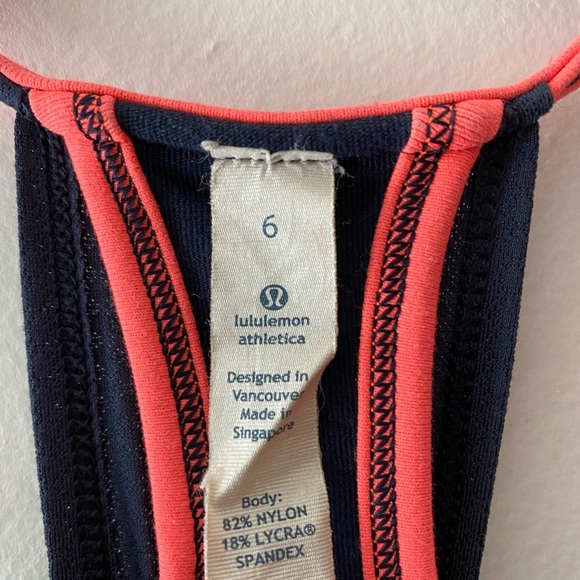 6
lululemon
athletica
Designed in
Vancouver
Made in
Singapore
Body:
82% NYLON
18% LYCRA®
SPANDEX